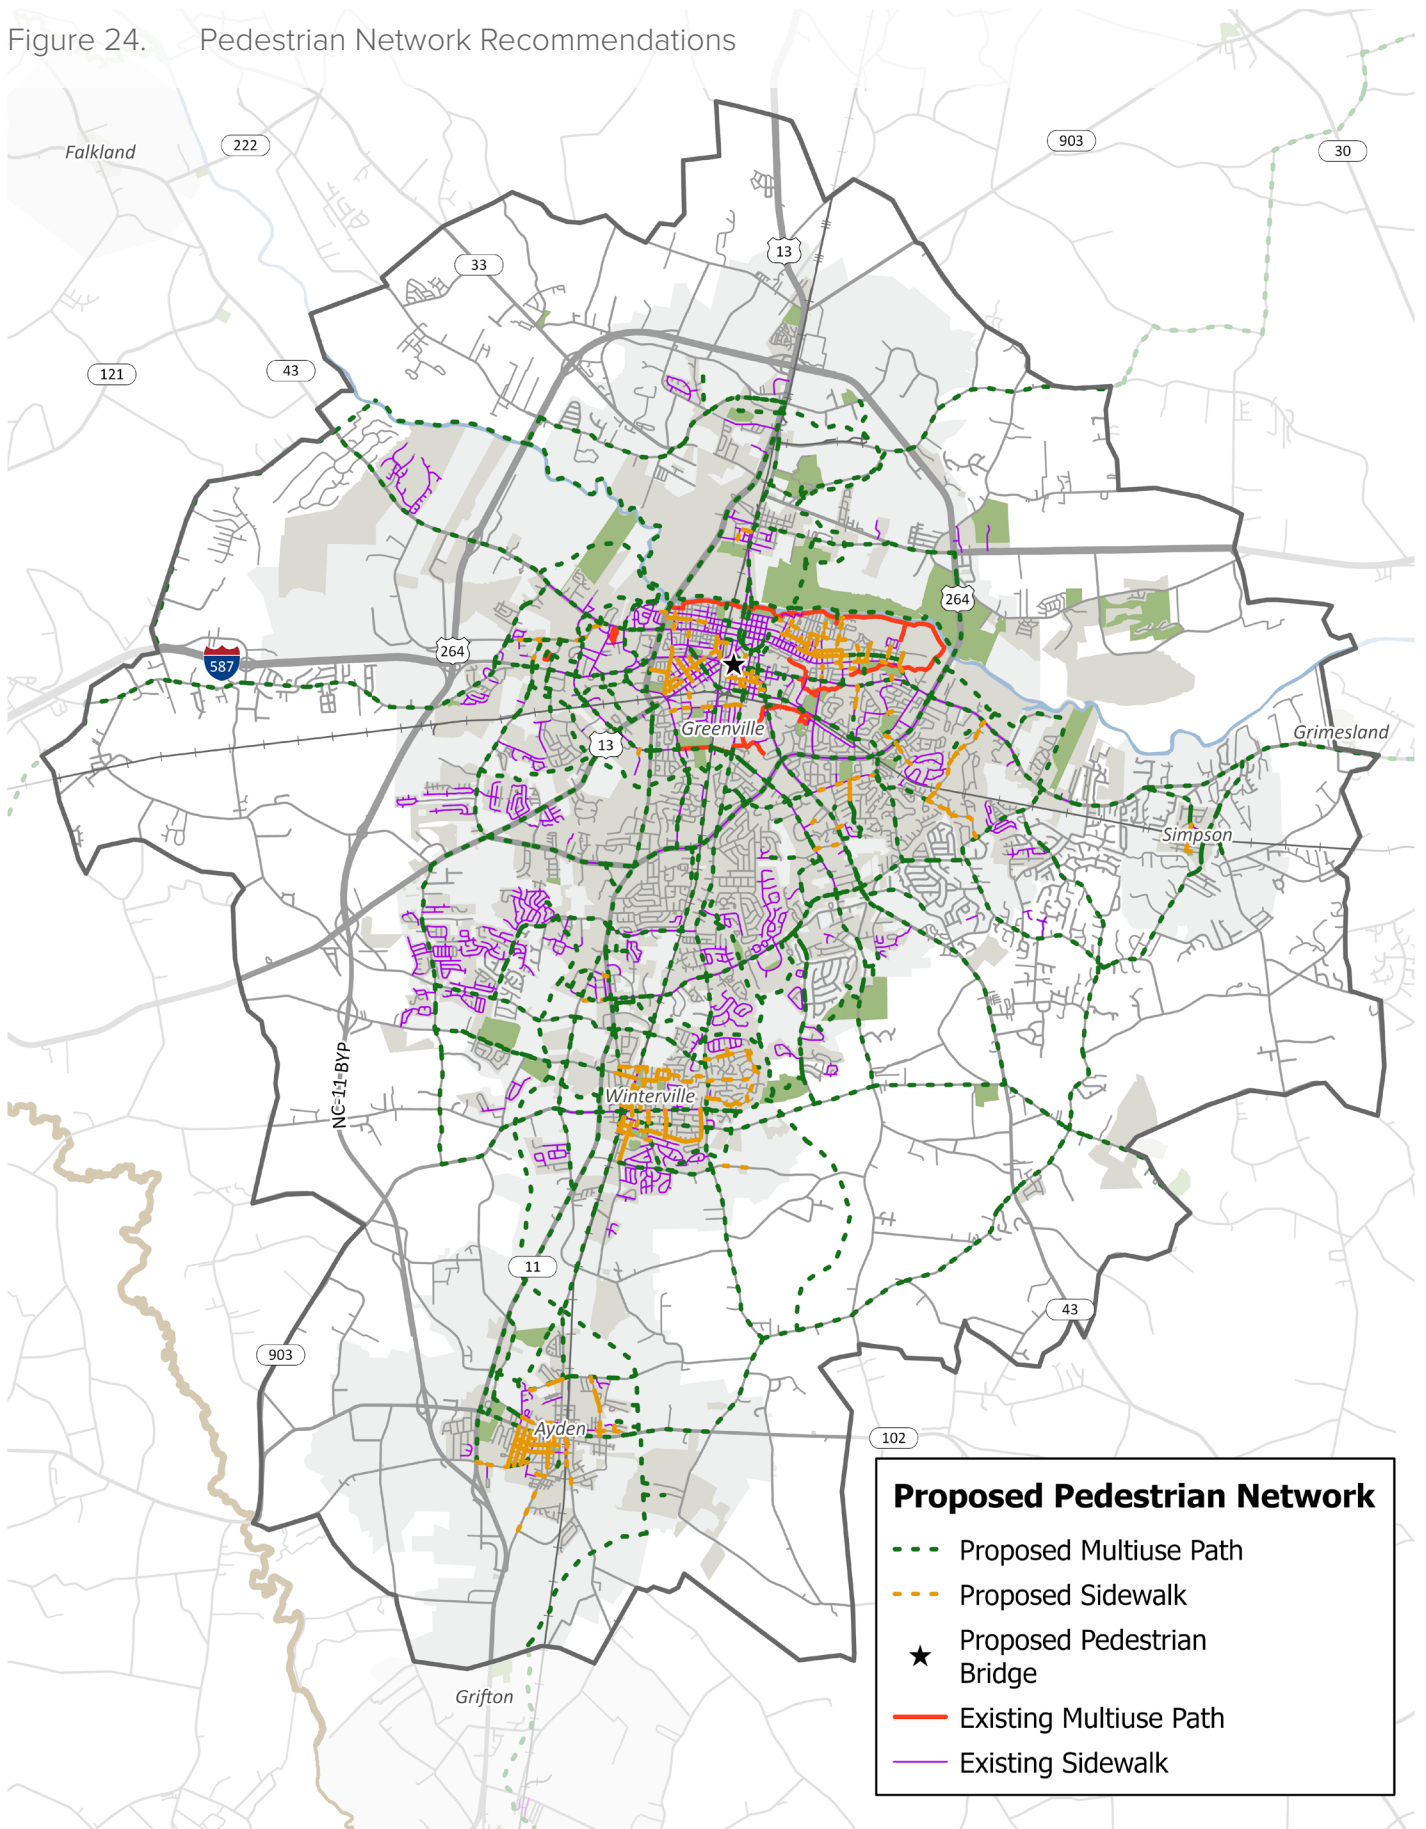 Figure 24. Pedestrian Network Recommendations
Falkland
222
903
30
33
13
121
43
264
264
587
Greenville
13
Grimesland
Simpson
NC-11-BYP
Winterville
11
43
903
Ayden
102
Grifton
Proposed Pedestrian Network
Proposed Multiuse Path
Proposed Sidewalk
Proposed Pedestrian
Bridge
Existing Multiuse Path
Existing Sidewalk